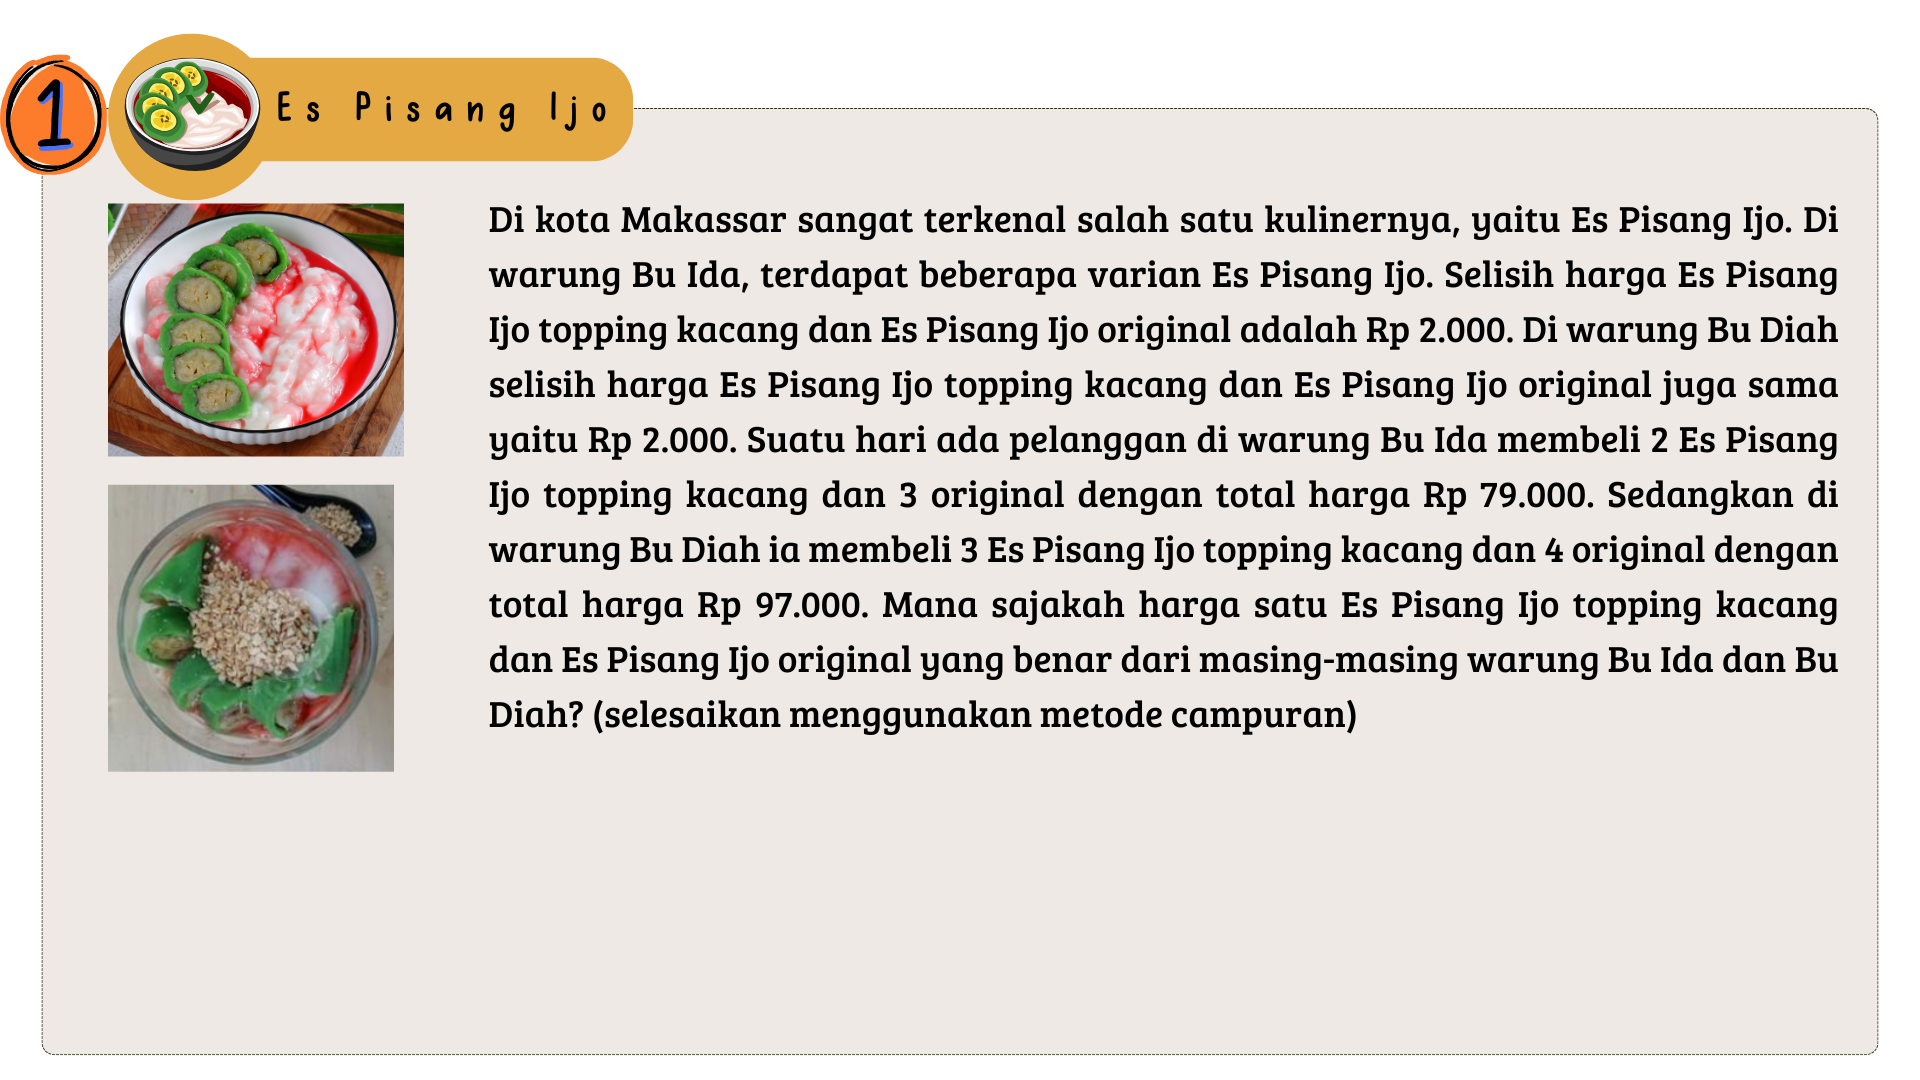 1
Es Pisang Ijo
Di kota Makassar sangat terkenal salah satu kulinernya, yaitu Es Pisang Ijo. Di
warung Bu Ida, terdapat beberapa varian Es Pisang Ijo. Selisih harga Es Pisang
Ijo topping kacang dan Es Pisang Ijo original adalah Rp 2.000. Di warung Bu Diah
selisih harga Es Pisang Ijo topping kacang dan Es Pisang Ijo original juga sama
yaitu Rp 2.000. Suatu hari ada pelanggan di warung Bu Ida membeli 2 Es Pisang
Ijo topping kacang dan 3 original dengan total harga Rp 79.000. Sedangkan di
warung Bu Diah ia membeli 3 Es Pisang Ijo topping kacang dan 4 original dengan
total harga Rp 97.000. Mana sajakah harga satu Es Pisang Ijo topping kacang
dan Es Pisang Ijo original yang benar dari masing-masing warung Bu Ida dan Bu
Diah? (selesaikan menggunakan metode campuran)